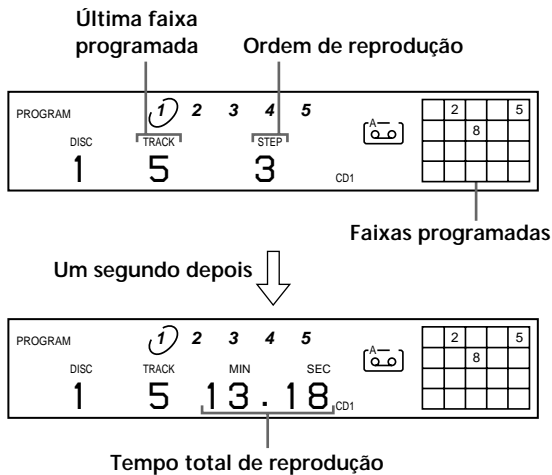 Última faixa
programada
Ordem de reprodução
PROGRAM 1 2 3 4 5 A 2 5
DISC TRACK STEP 8
1 5 3 CD1
Faixas programadas
Um segundo depois
PROGRAM 1 2 3 4 5 A 2 5
DISC TRACK MIN SEC 8
1 5 13.18 CD1
Tempo total de reprodução